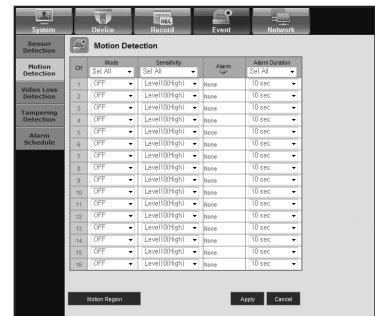 System Device Record Event Network
REC
Sensor Detection
Motion Detection
Video Loss Detection
Tampering Detection
Alarm Schedule
Motion Detection
CH Mode Sensitivity Alarm Alarm Duration
Sel All Sel All Sel All
1 OFF Level10(High) None 10 sec
2 OFF Level10(High) None 10 sec
3 OFF Level10(High) None 10 sec
4 OFF Level10(High) None 10 sec
5 OFF Level10(High) None 10 sec
6 OFF Level10(High) None 10 sec
7 OFF Level10(High) None 10 sec
8 OFF Level10(High) None 10 sec
9 OFF Level10(High) None 10 sec
10 OFF Level10(High) None 10 sec
11 OFF Level10(High) None 10 sec
12 OFF Level10(High) None 10 sec
13 OFF Level10(High) None 10 sec
14 OFF Level10(High) None 10 sec
15 OFF Level10(High) None 10 sec
16 OFF Level10(High) None 10 sec
Motion Region Apply Cancel